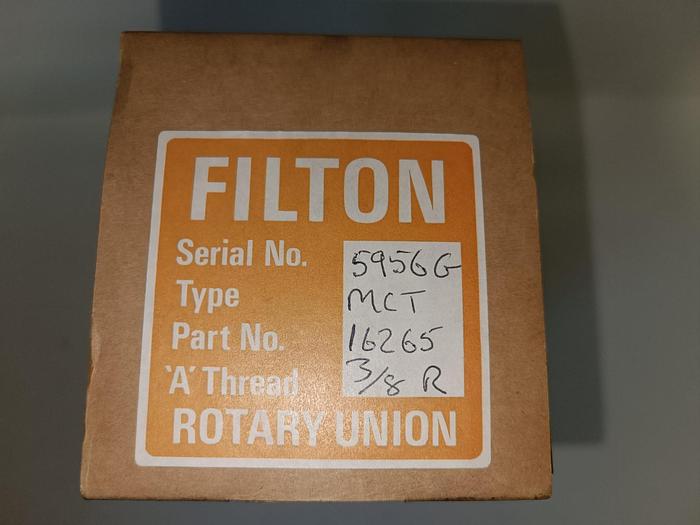 FILTON
Serial No. 5956G
Type MCT
Part No. 16265
'A' Thread 3/8 R
ROTARY UNION